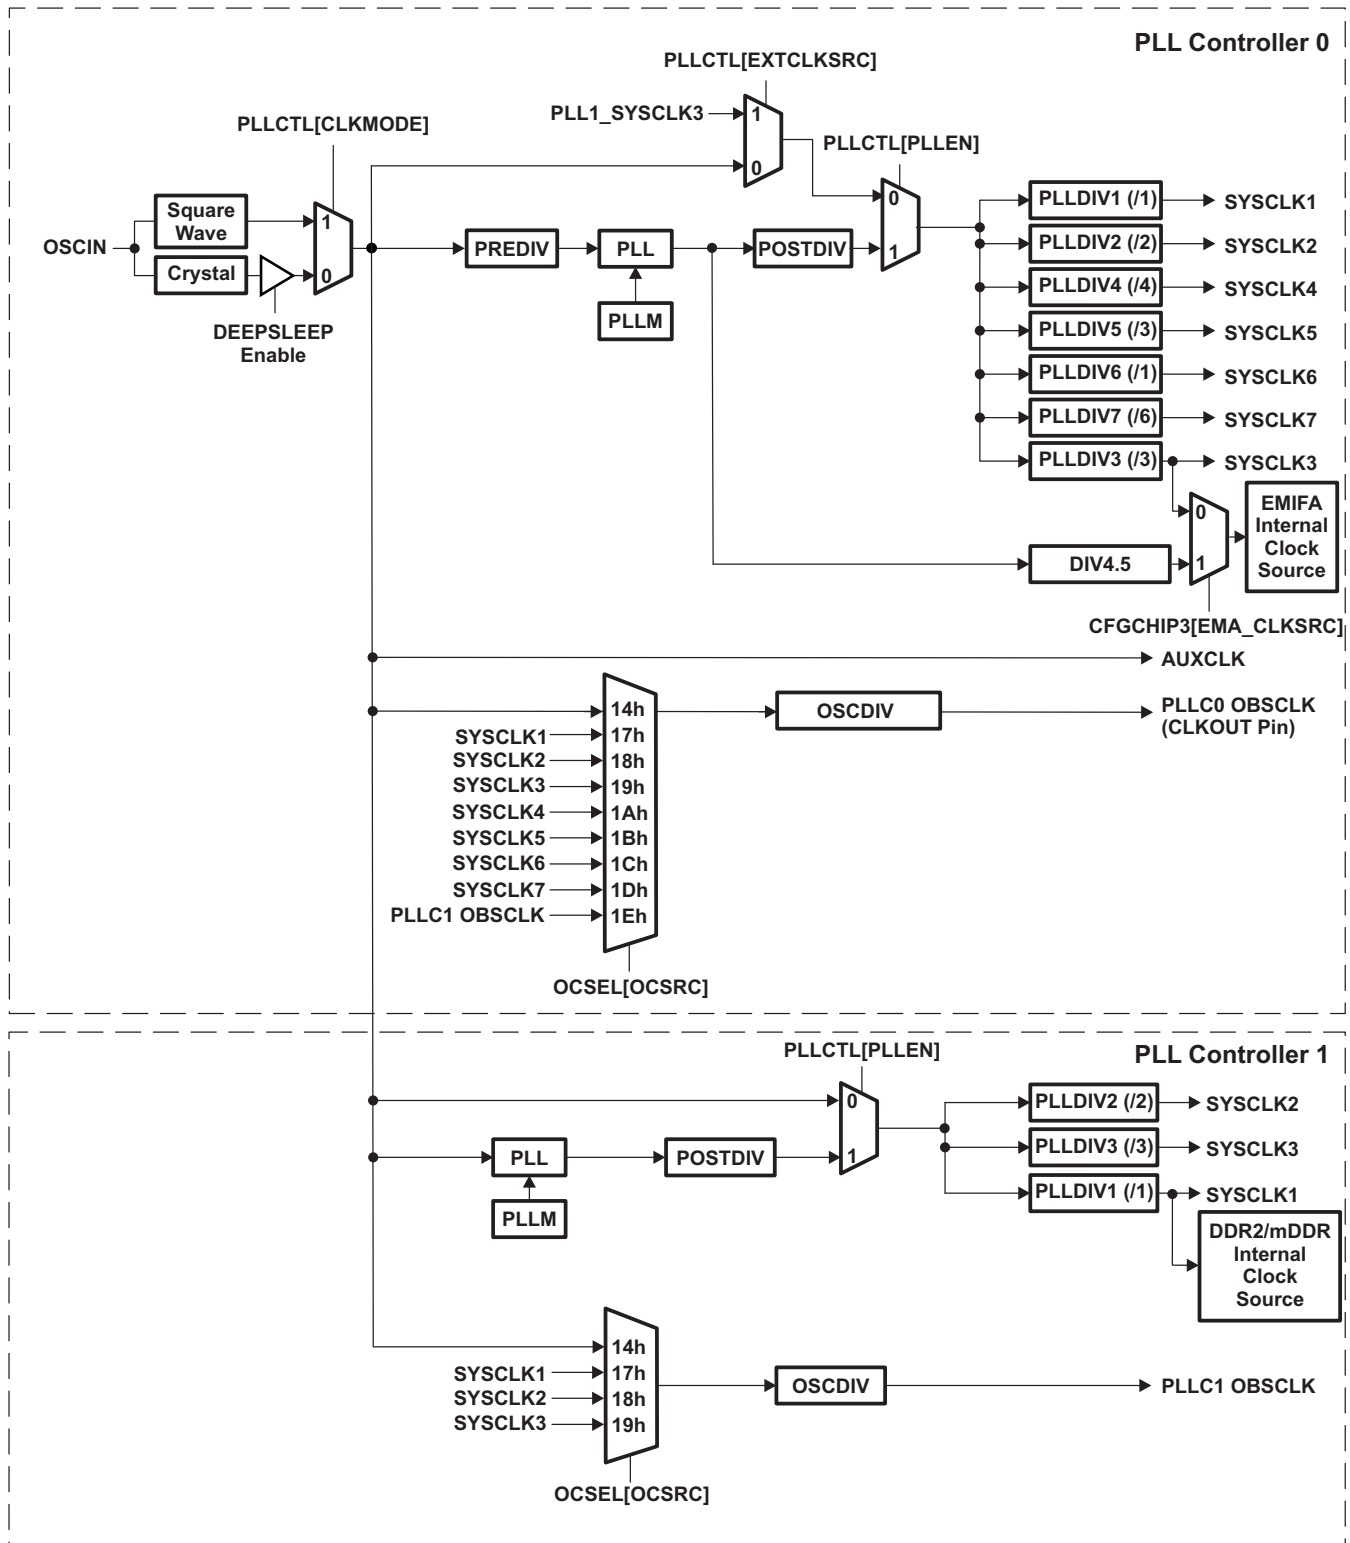 PLL Controller 0
PLLCTL[EXTCLKSRC]
PLL1_SYSCLK3
1
0
PLLCTL[CLKMODE]
PLLCTL[PLLEN]
Square
Wave
1
OSCIN
Crystal
0
DEEPSLEEP
Enable
PREDIV
PLL
PLLM
POSTDIV
0
1
PLLDIV1 (/1)
SYSCLK1
PLLDIV2 (/2)
SYSCLK2
PLLDIV4 (/4)
SYSCLK4
PLLDIV5 (/3)
SYSCLK5
PLLDIV6 (/1)
SYSCLK6
PLLDIV7 (/6)
SYSCLK7
PLLDIV3 (/3)
SYSCLK3
0
1
EMIFA
Internal
Clock
Source
DIV4.5
CFGCHIP3[EMA_CLKSRC]
AUXCLK
14h
OSCDIV
PLLC0 OBSCLK
(CLKOUT Pin)
SYSCLK1
17h
SYSCLK2
18h
SYSCLK3
19h
SYSCLK4
1Ah
SYSCLK5
1Bh
SYSCLK6
1Ch
SYSCLK7
1Dh
PLLC1 OBSCLK
1Eh
OCSEL[OCSRC]
PLL Controller 1
PLLCTL[PLLEN]
0
1
PLL
PLLM
POSTDIV
PLLDIV2 (/2)
SYSCLK2
PLLDIV3 (/3)
SYSCLK3
PLLDIV1 (/1)
SYSCLK1
DDR2/mDDR
Internal
Clock
Source
14h
SYSCLK1
17h
SYSCLK2
18h
SYSCLK3
19h
OSCDIV
PLLC1 OBSCLK
OCSEL[OCSRC]